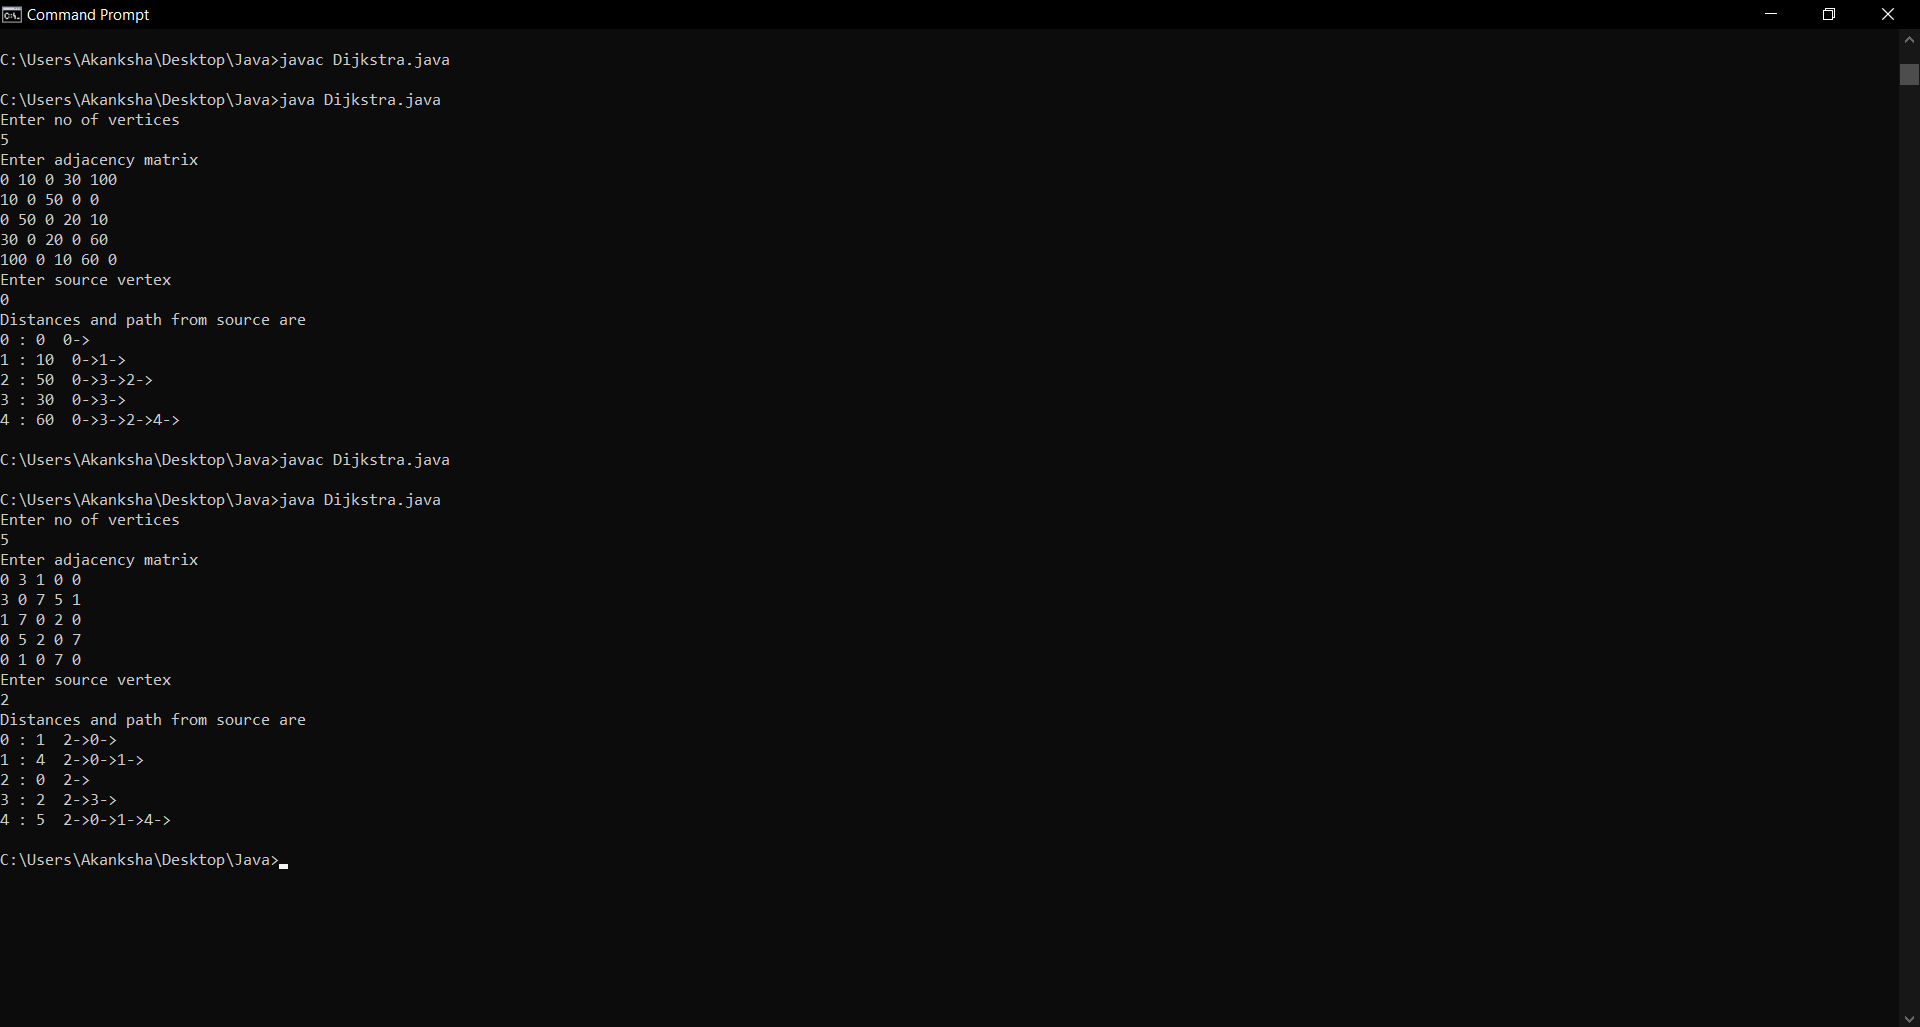 Command Prompt
C:\Users\Akanksha\Desktop\Java>javac Dijkstra.java
C:\Users\Akanksha\Desktop\Java>java Dijkstra.java
Enter no of vertices
5
Enter adjacency matrix
0 10 0 30 100
10 0 50 0 0
0 50 0 20 10
30 0 20 0 60
100 0 10 60 0
Enter source vertex
0
Distances and path from source are
0 : 0  0->
1 : 10  0->1->
2 : 50  0->3->2->
3 : 30  0->3->
4 : 60  0->3->2->4->
C:\Users\Akanksha\Desktop\Java>javac Dijkstra.java
C:\Users\Akanksha\Desktop\Java>java Dijkstra.java
Enter no of vertices
5
Enter adjacency matrix
0 3 1 0 0
3 0 7 5 1
1 7 0 2 0
0 5 2 0 7
0 1 0 7 0
Enter source vertex
2
Distances and path from source are
0 : 1  2->0->
1 : 4  2->0->1->
2 : 0  2->
3 : 2  2->3->
4 : 5  2->0->1->4->
C:\Users\Akanksha\Desktop\Java>